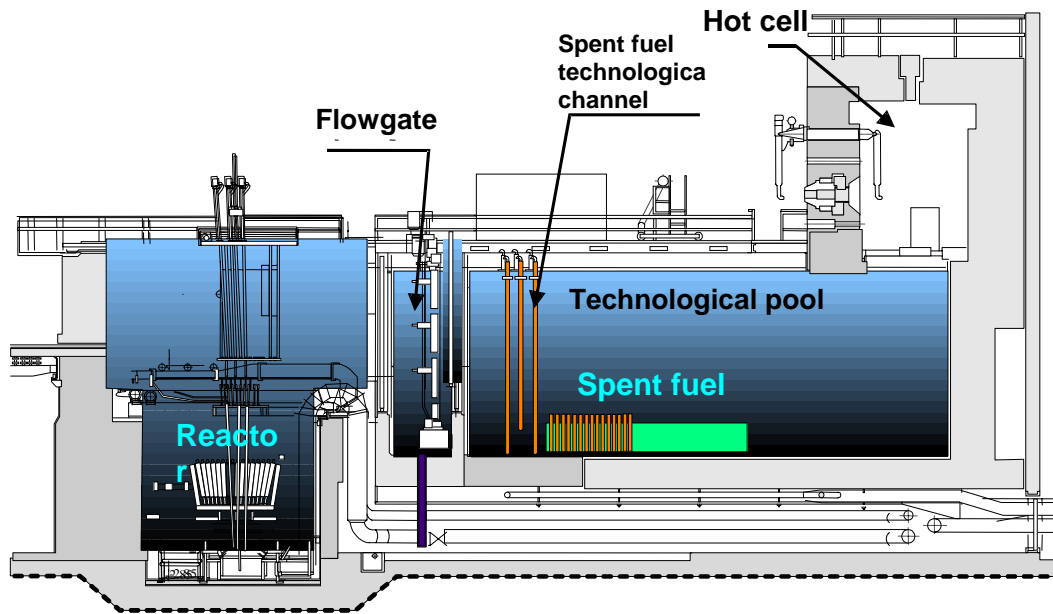 Hot cell
Spent fuel
technologica
channel
Flowgate
Technological pool
Spent fuel
Reacto
r